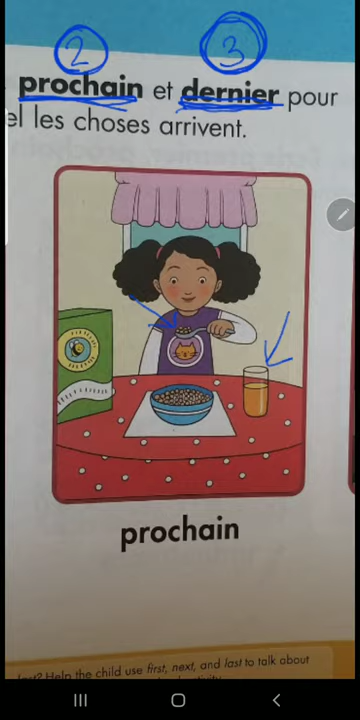 2 3
prochain et dernier pour
el les choses arrivent.
prochain
last? Help the child use first, next, and last to talk about